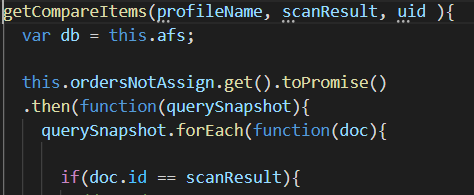 getCompareItems(profileName, scanResult, uid ){
var db = this.afs;
this.ordersNotAssign.get().toPromise()
.then(function(querySnapshot){
querySnapshot.forEach(function(doc){
if(doc.id == scanResult){